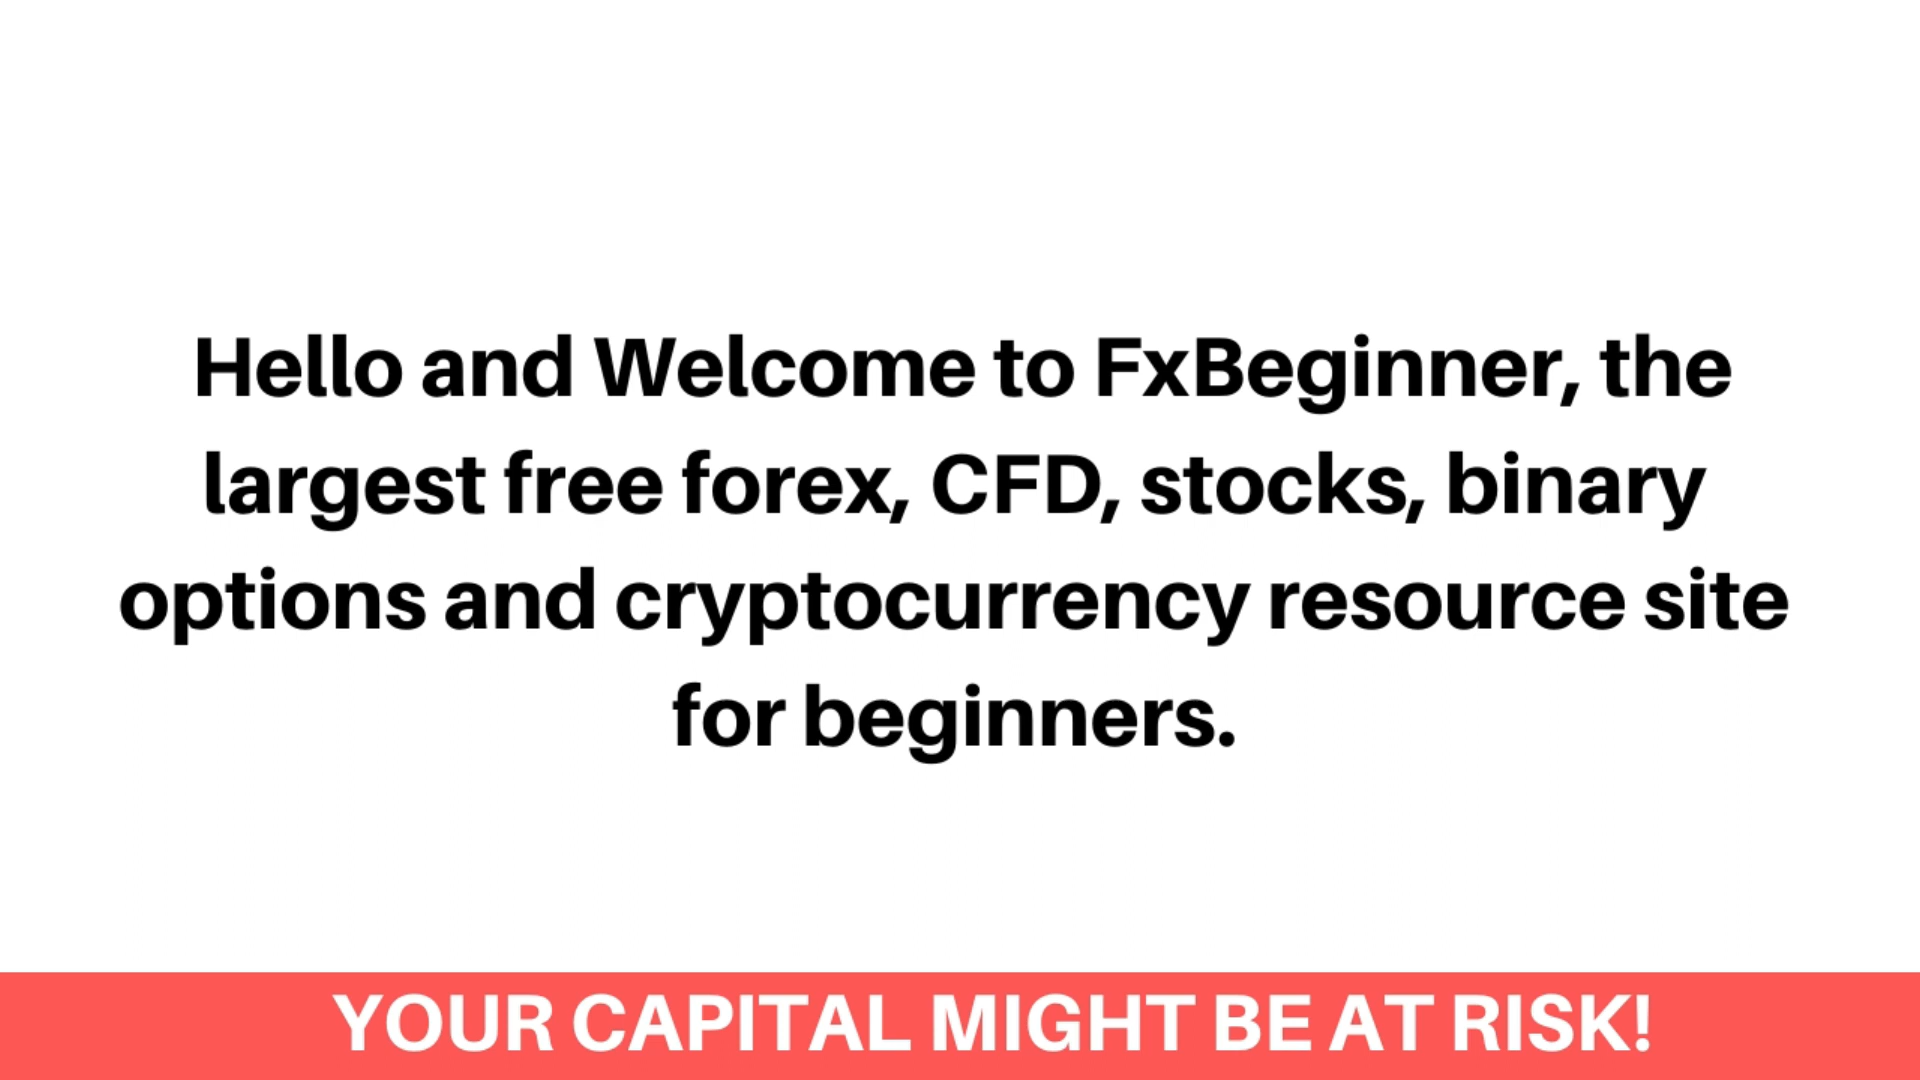 Hello and Welcome to FxBeginner, the
largest free forex, CFD, stocks, binary
options and cryptocurrency resource site
for beginners.
YOUR CAPITAL MIGHT BE AT RISK!